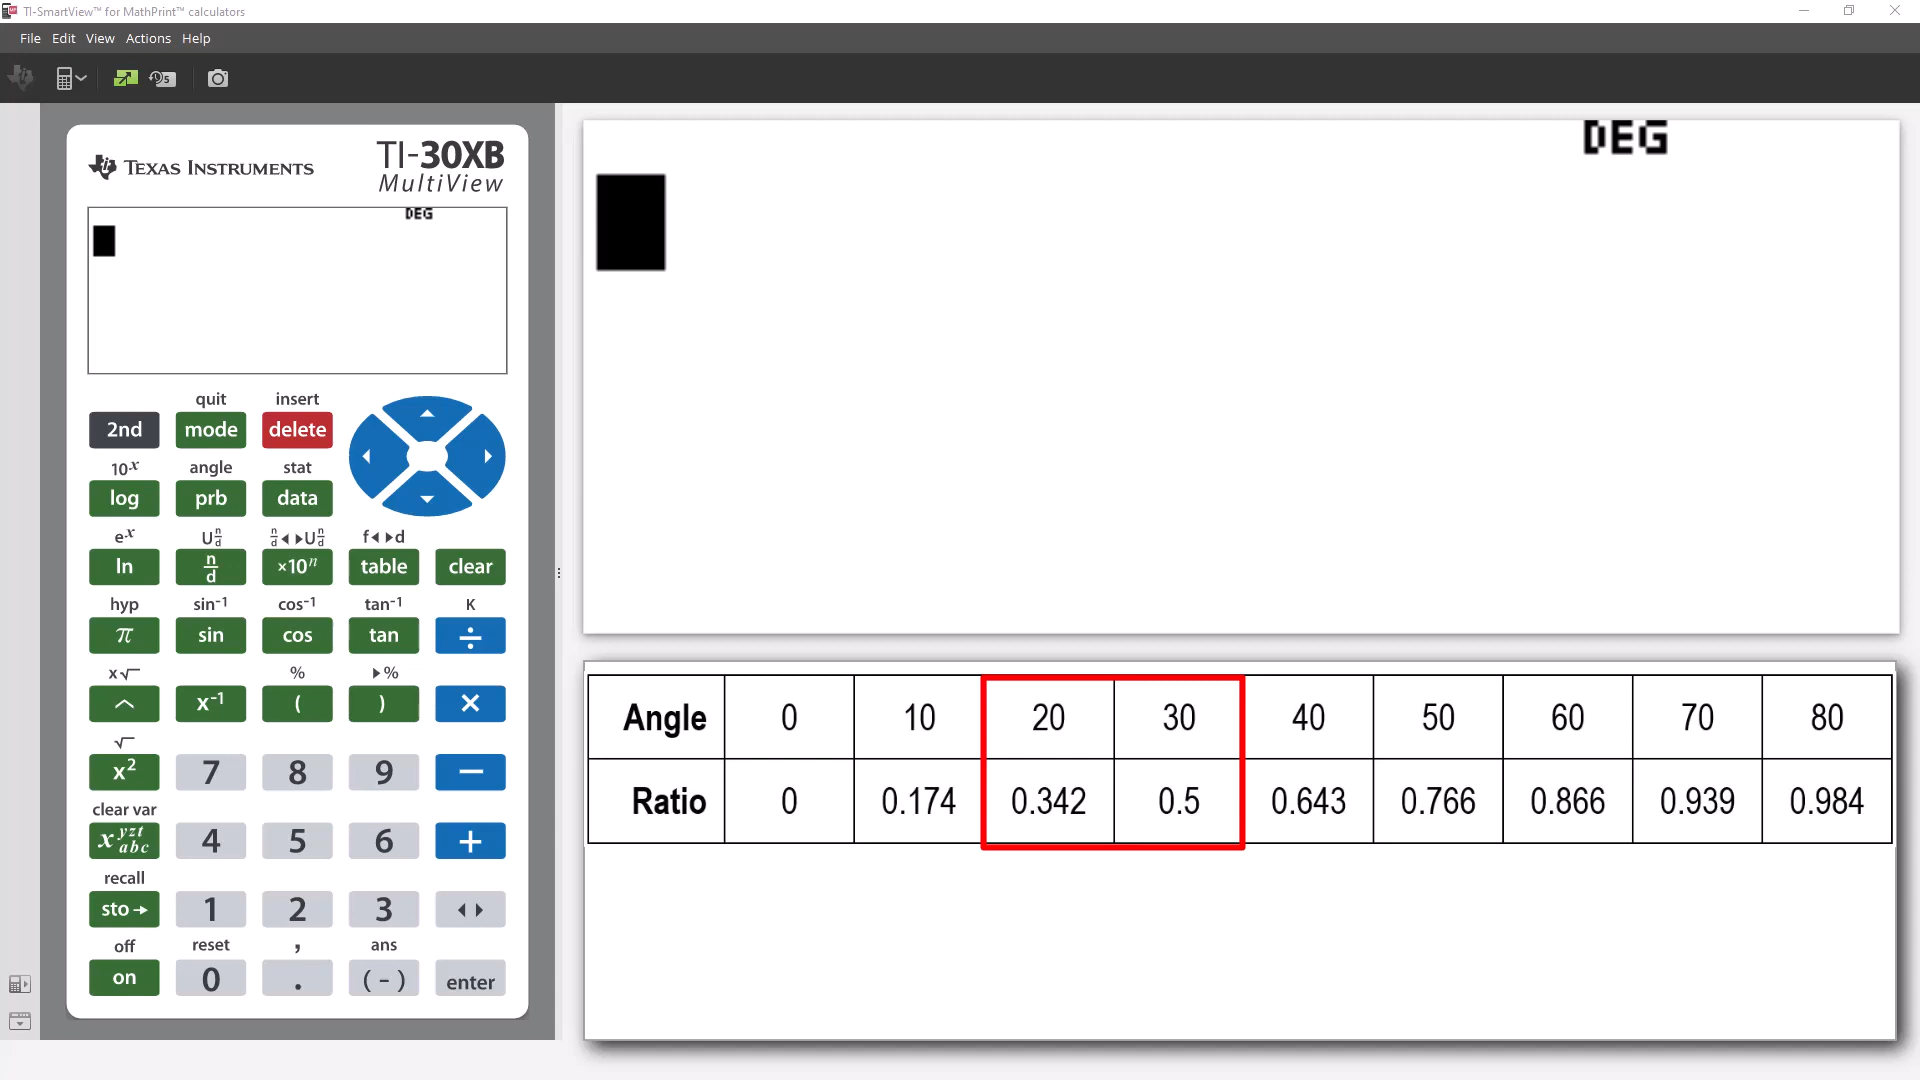 TI-SmartView™ for MathPrint™ calculators
File Edit View Actions Help
TEXAS INSTRUMENTS
TI-30XB
MultiView
DEG
DEG
quit insert
2nd mode delete
10ˣ angle stat
log prb data
eˣ U n/d n/d ◂ ▸U n/d f◂ ▸d
ln n/d ×10ⁿ table clear
hyp sin⁻¹ cos⁻¹ tan⁻¹ K
π sin cos tan ÷
x√ % ▸%
^ x⁻¹ ( ) ×
√
x² 7 8 9 −
clear var
x yzt abc 4 5 6 +
recall
sto→ 1 2 3 ◂ ▸
off reset , ans
on 0 . (-) enter
Angle 0 10 20 30 40 50 60 70 80
Ratio 0 0.174 0.342 0.5 0.643 0.766 0.866 0.939 0.984